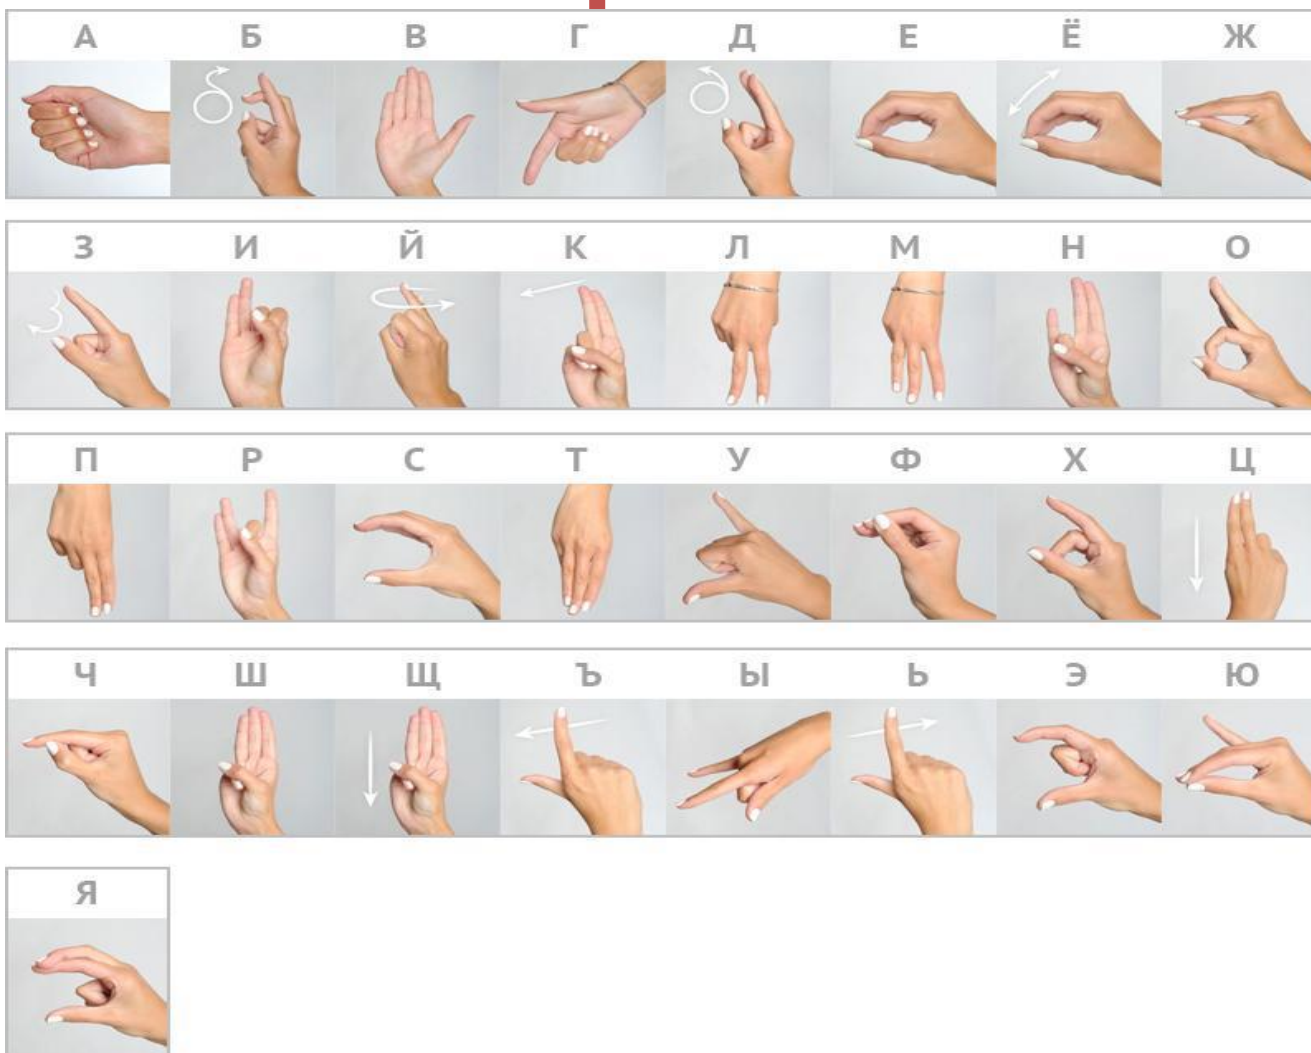 А Б В Г Д Е Ё Ж
З И Й К Л М Н О
П Р С Т У Ф Х Ц
Ч Ш Щ Ъ Ы Ь Э Ю
Я